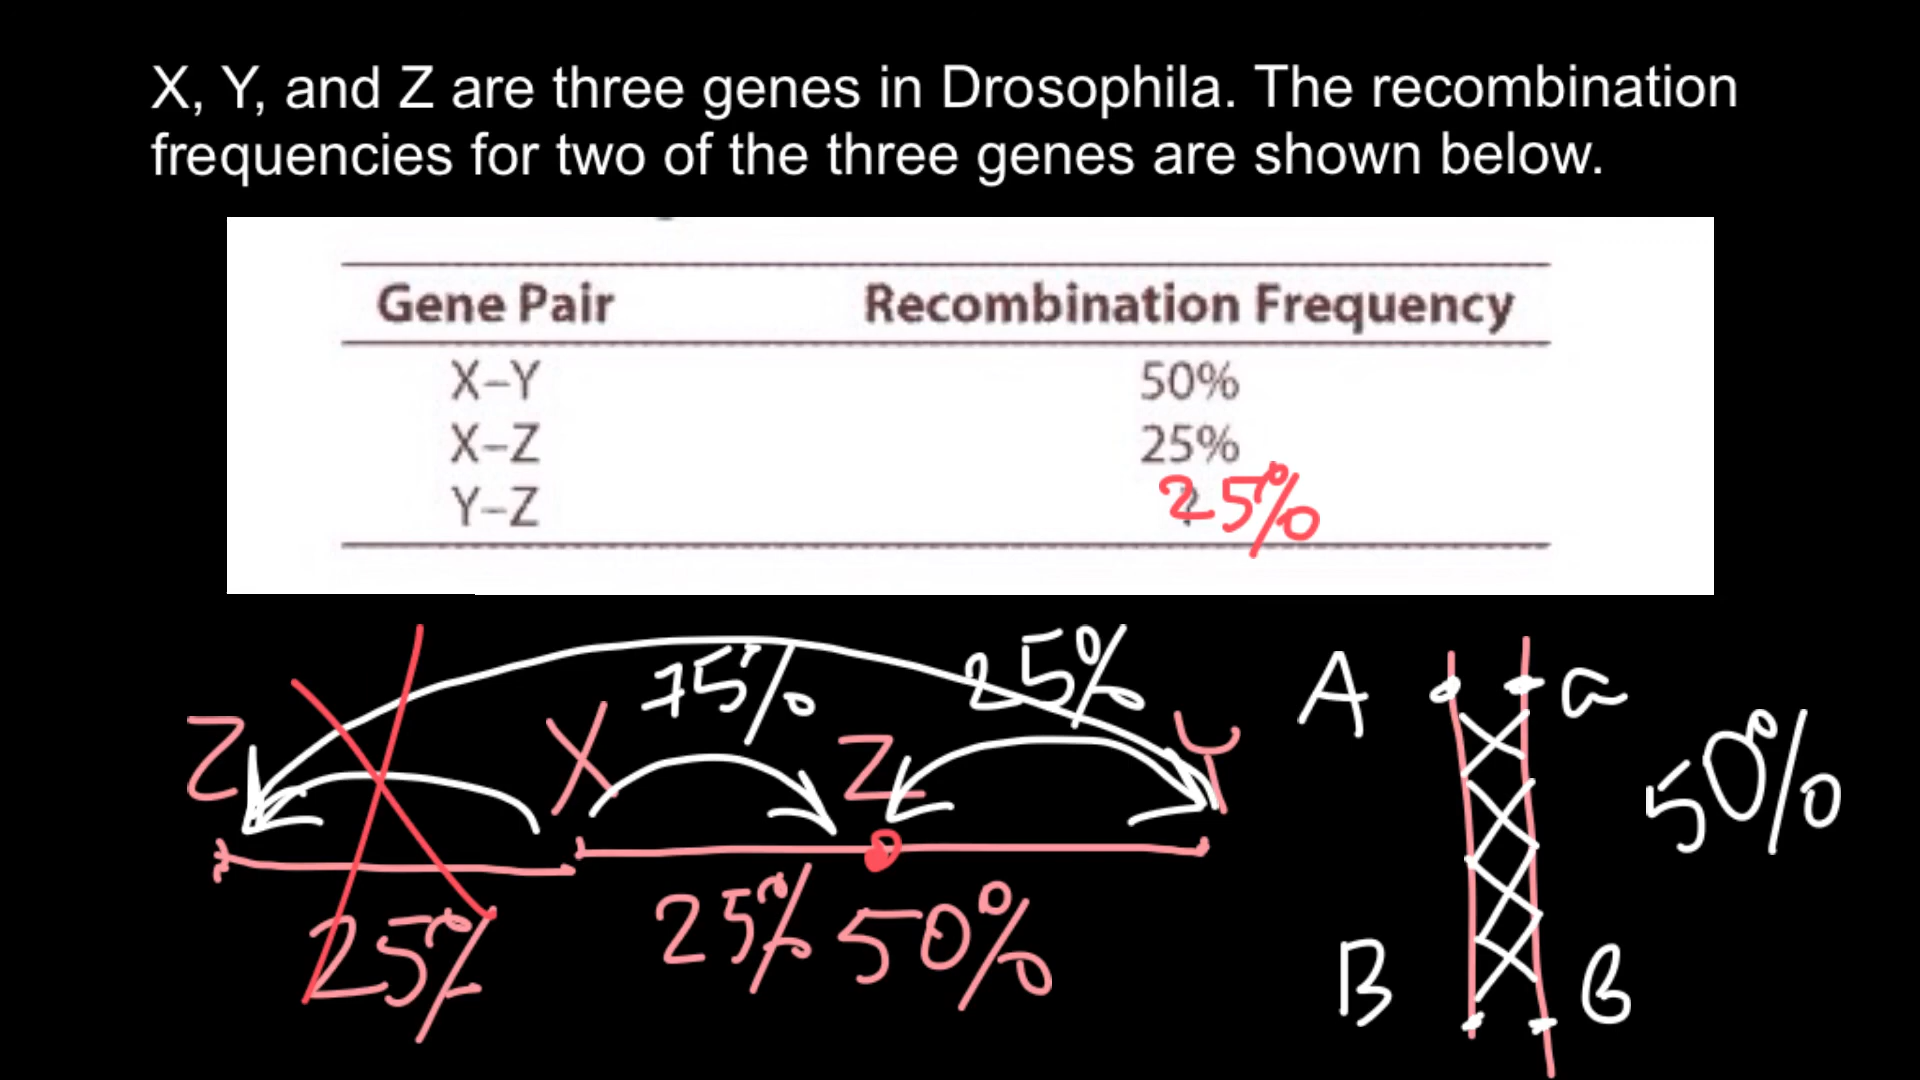 X, Y, and Z are three genes in Drosophila. The recombination
frequencies for two of the three genes are shown below.
Gene Pair Recombination Frequency
X–Y 50%
X–Z 25%
Y–Z ? 25%
75% 25%
Z X Z Y
25% 25% 50%
A a
50%
B b